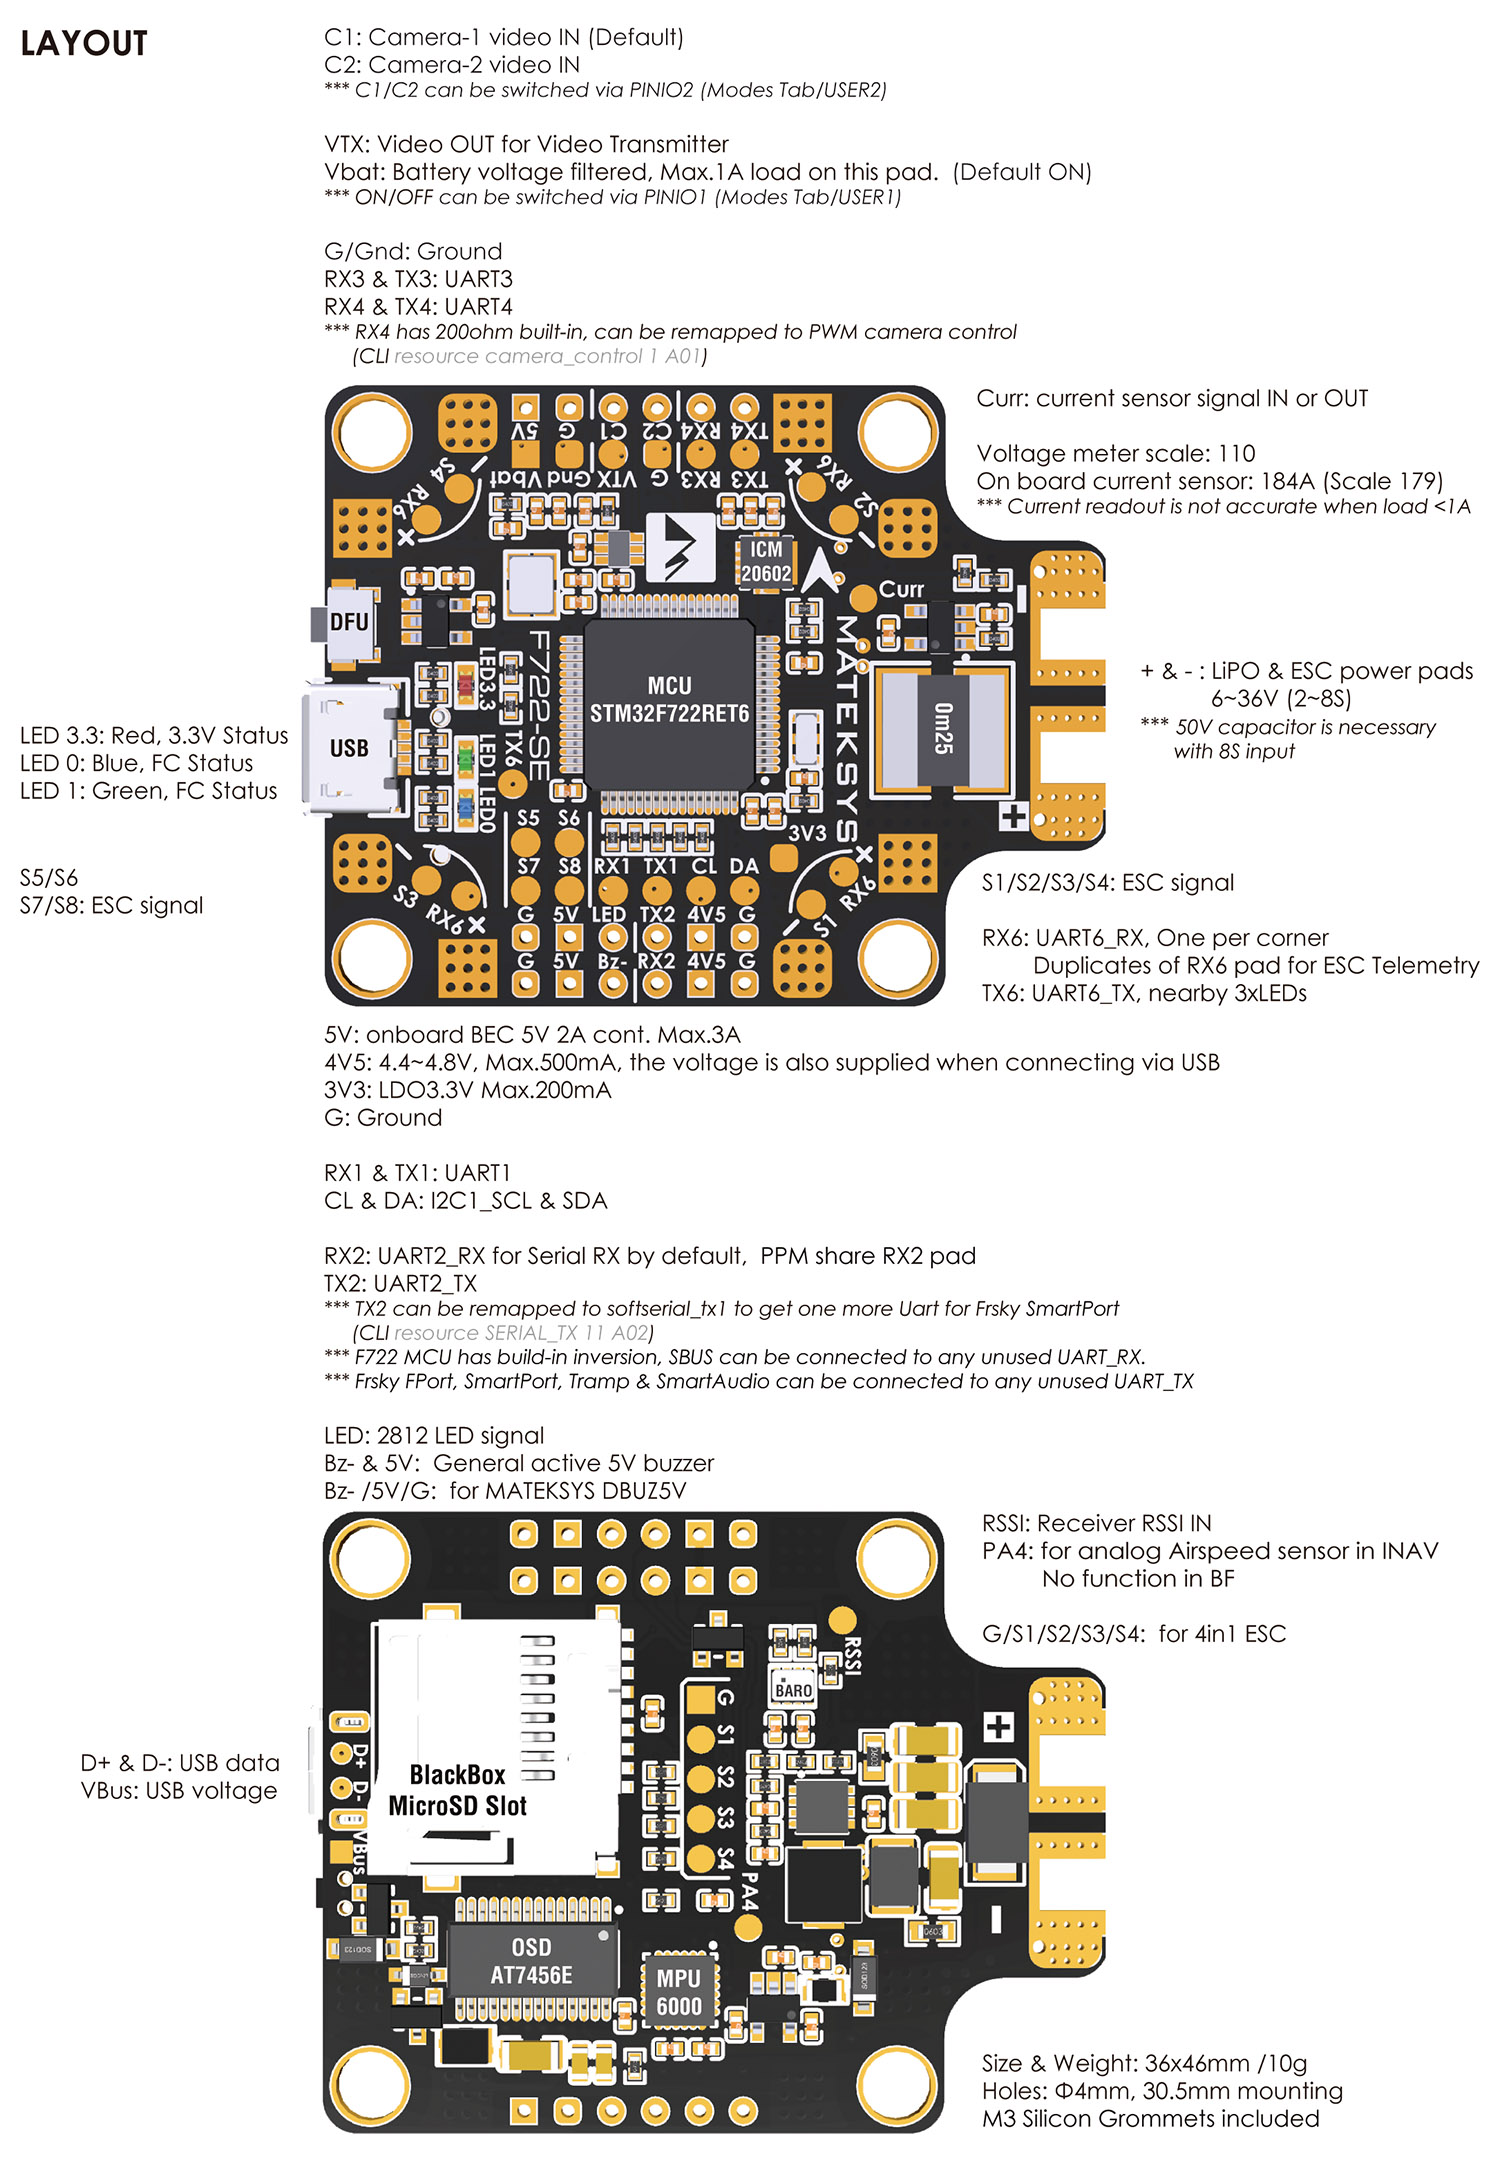 LAYOUT
C1: Camera-1 video IN (Default)
C2: Camera-2 video IN
*** C1/C2 can be switched via PINIO2 (Modes Tab/USER2)
VTX: Video OUT for Video Transmitter
Vbat: Battery voltage filtered, Max.1A load on this pad.  (Default ON)
*** ON/OFF can be switched via PINIO1 (Modes Tab/USER1)
G/Gnd: Ground
RX3 & TX3: UART3
RX4 & TX4: UART4
*** RX4 has 200ohm built-in, can be remapped to PWM camera control
(CLI resource camera_control 1 A01)
Curr: current sensor signal IN or OUT
Voltage meter scale: 110
On board current sensor: 184A (Scale 179)
*** Current readout is not accurate when load <1A
5V G C1 C2 RX4 TX4
Vbat Gnd VTX G RX3 TX3
S4 RX6
RX6 S2
ICM
20602
Curr
DFU
F722-SE
MATEKSYS
MCU
STM32F722RET6
0m25
USB
LED3.3
LED1
LED0
TX6
+ & - : LiPO & ESC power pads
6~36V (2~8S)
*** 50V capacitor is necessary
with 8S input
LED 3.3: Red, 3.3V Status
LED 0: Blue, FC Status
LED 1: Green, FC Status
S5/S6
S7/S8: ESC signal
S5 S6
3V3
S7 S8 RX1 TX1 CL DA
S3 RX6
S1 RX6
G 5V LED TX2 4V5 G
G 5V Bz- RX2 4V5 G
S1/S2/S3/S4: ESC signal
RX6: UART6_RX, One per corner
Duplicates of RX6 pad for ESC Telemetry
TX6: UART6_TX, nearby 3xLEDs
5V: onboard BEC 5V 2A cont. Max.3A
4V5: 4.4~4.8V, Max.500mA, the voltage is also supplied when connecting via USB
3V3: LDO3.3V Max.200mA
G: Ground
RX1 & TX1: UART1
CL & DA: I2C1_SCL & SDA
RX2: UART2_RX for Serial RX by default,  PPM share RX2 pad
TX2: UART2_TX
*** TX2 can be remapped to softserial_tx1 to get one more Uart for Frsky SmartPort
(CLI resource SERIAL_TX 11 A02)
*** F722 MCU has build-in inversion, SBUS can be connected to any unused UART_RX.
*** Frsky FPort, SmartPort, Tramp & SmartAudio can be connected to any unused UART_TX
LED: 2812 LED signal
Bz- & 5V:  General active 5V buzzer
Bz- /5V/G:  for MATEKSYS DBUZ5V
RSSI: Receiver RSSI IN
PA4: for analog Airspeed sensor in INAV
No function in BF
G/S1/S2/S3/S4:  for 4in1 ESC
RSSI
BARO
G
S1
S2
S3
S4
PA4
D+
D-
VBus
D+ & D-: USB data
VBus: USB voltage
BlackBox
MicroSD Slot
OSD
AT7456E
MPU
6000
SOD123
SOD123
Size & Weight: 36x46mm /10g
Holes: Φ4mm, 30.5mm mounting
M3 Silicon Grommets included